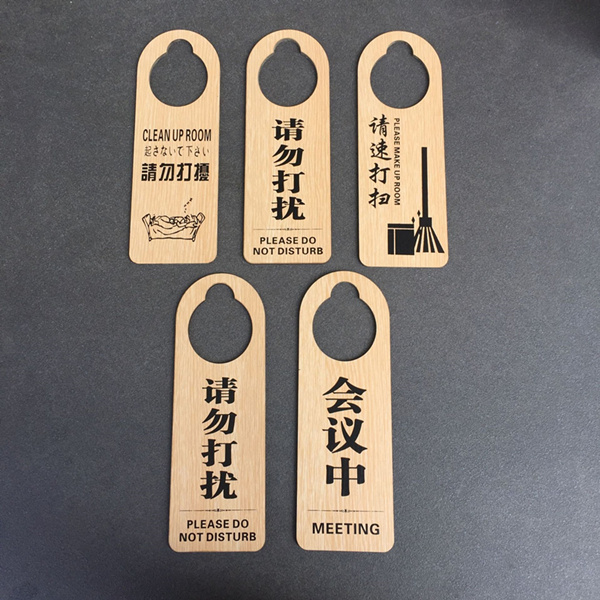 CLEAN UP ROOM
起さないで下さい
請勿打擾
请勿打扰
PLEASE DO
NOT DISTURB
请速打扫
PLEASE MAKE UP ROOM
请勿打扰
PLEASE DO
NOT DISTURB
会议中
MEETING